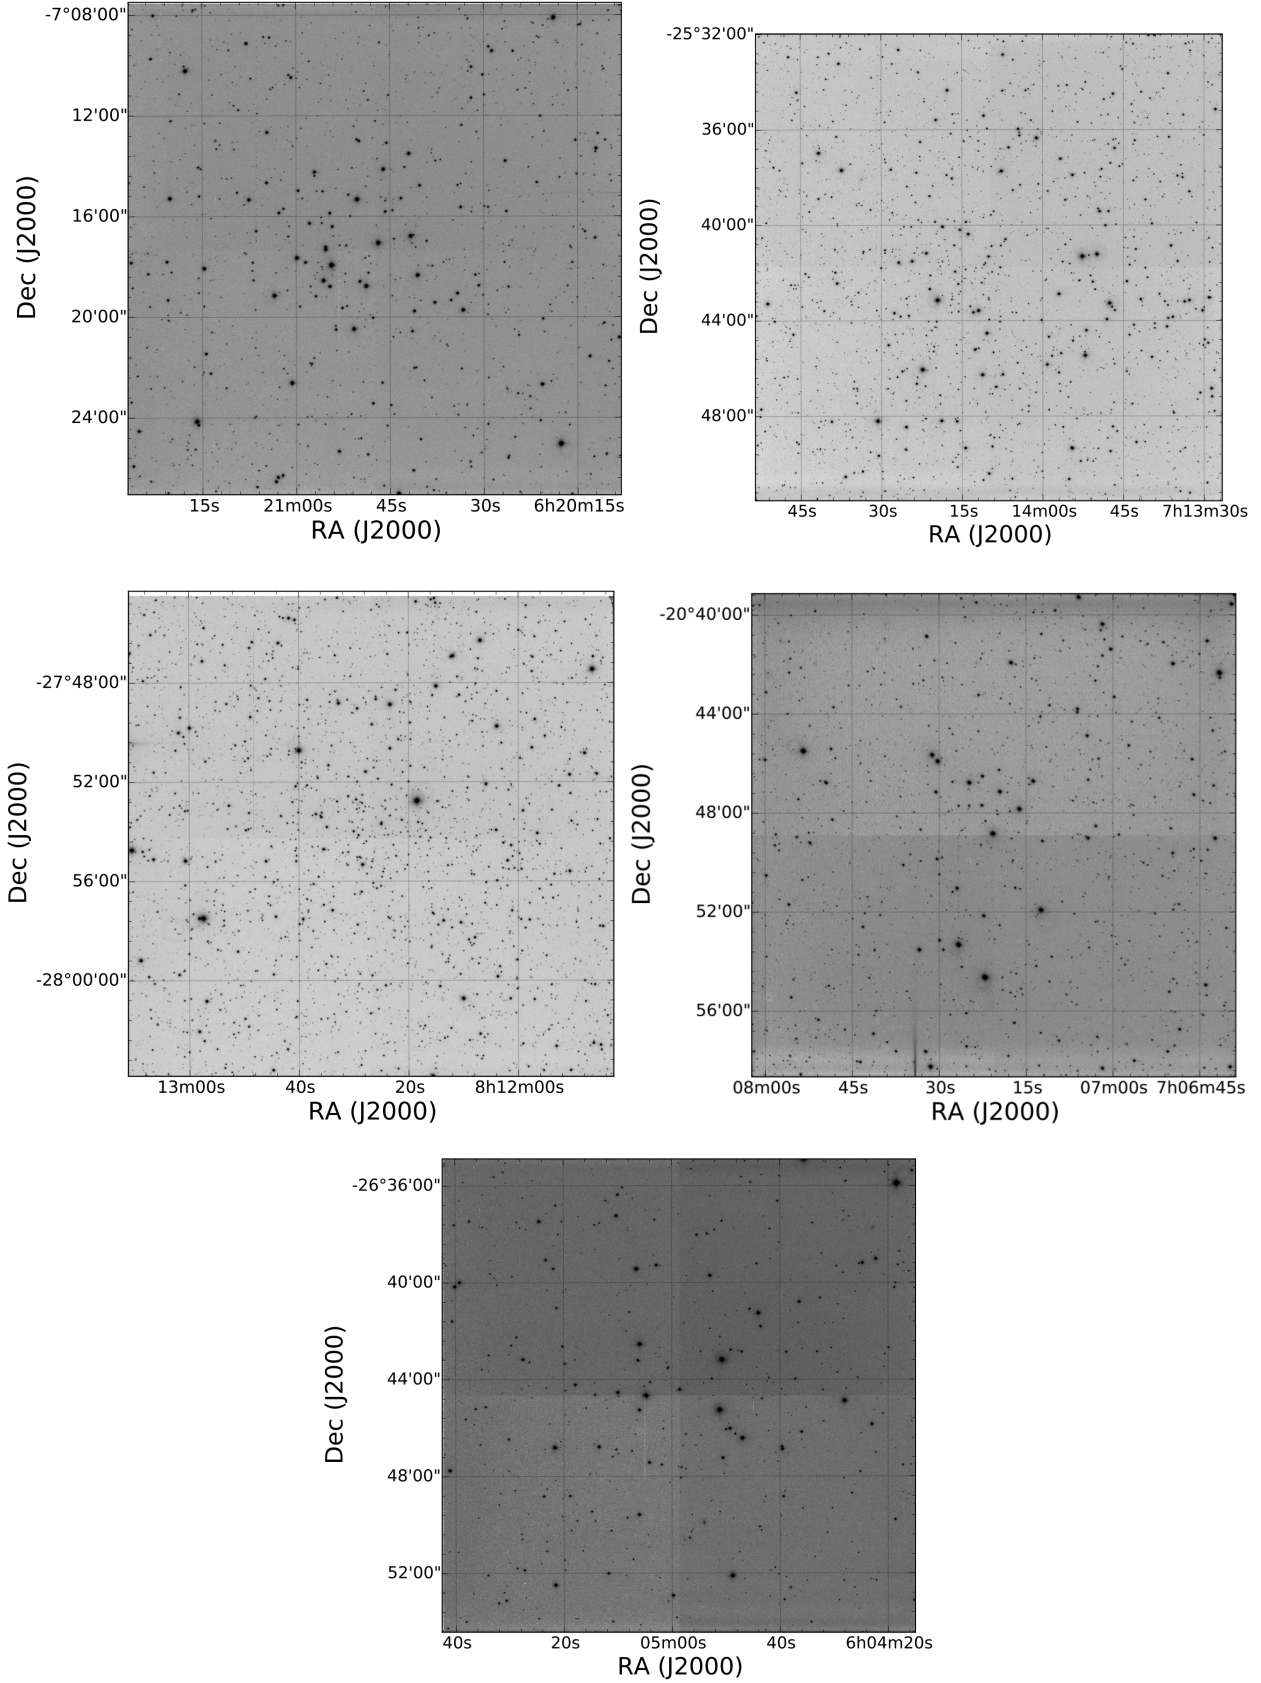 -7°08'00"
12'00"
16'00"
20'00"
24'00"
Dec (J2000)
15s 21m00s 45s 30s 6h20m15s
RA (J2000)
-25°32'00"
36'00"
40'00"
44'00"
48'00"
Dec (J2000)
45s 30s 15s 14m00s 45s 7h13m30s
RA (J2000)
-27°48'00"
52'00"
56'00"
-28°00'00"
Dec (J2000)
13m00s 40s 20s 8h12m00s
RA (J2000)
-20°40'00"
44'00"
48'00"
52'00"
56'00"
Dec (J2000)
08m00s 45s 30s 15s 07m00s 7h06m45s
RA (J2000)
-26°36'00"
40'00"
44'00"
48'00"
52'00"
Dec (J2000)
40s 20s 05m00s 40s 6h04m20s
RA (J2000)